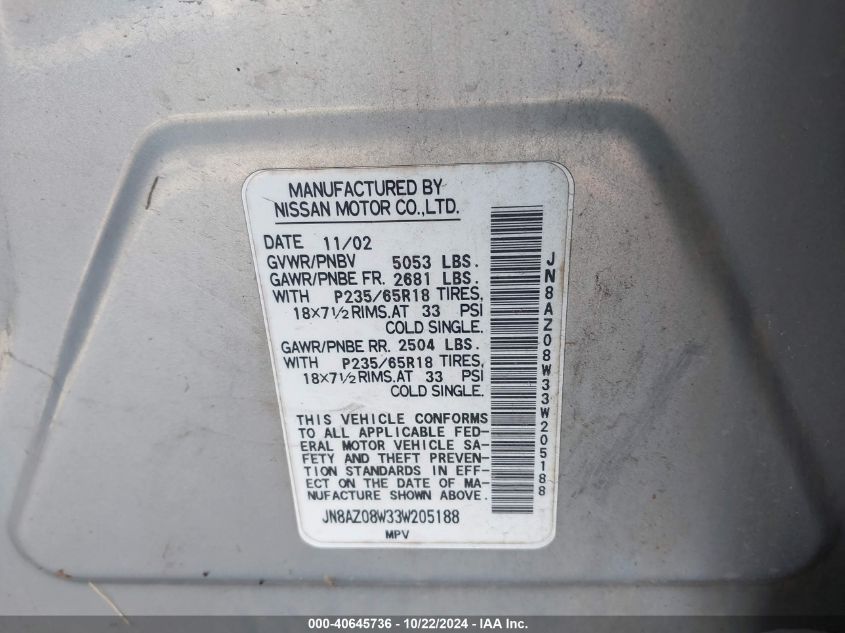 MANUFACTURED BY
NISSAN MOTOR CO.,LTD.
DATE 11/02
GVWR/PNBV 5053 LBS.
GAWR/PNBE FR. 2681 LBS.
WITH P235/65R18 TIRES,
18×7½ RIMS.AT 33 PSI
COLD SINGLE.
GAWR/PNBE RR. 2504 LBS.
WITH P235/65R18 TIRES,
18×7½ RIMS.AT 33 PSI
COLD SINGLE.
THIS VEHICLE CONFORMS
TO ALL APPLICABLE FED-
ERAL MOTOR VEHICLE SA-
FETY AND THEFT PREVEN-
TION STANDARDS IN EFF-
ECT ON THE DATE OF MA-
NUFACTURE SHOWN ABOVE.
JN8AZ08W33W205188
MPV
JN8AZ08W33W205188
000-40645736 - 10/22/2024 - IAA Inc.